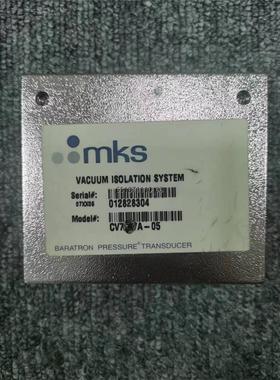 mks
VACUUM ISOLATION SYSTEM
Serial#:
012828304
Model#:
BARATRON PRESSURE® TRANSDUCER